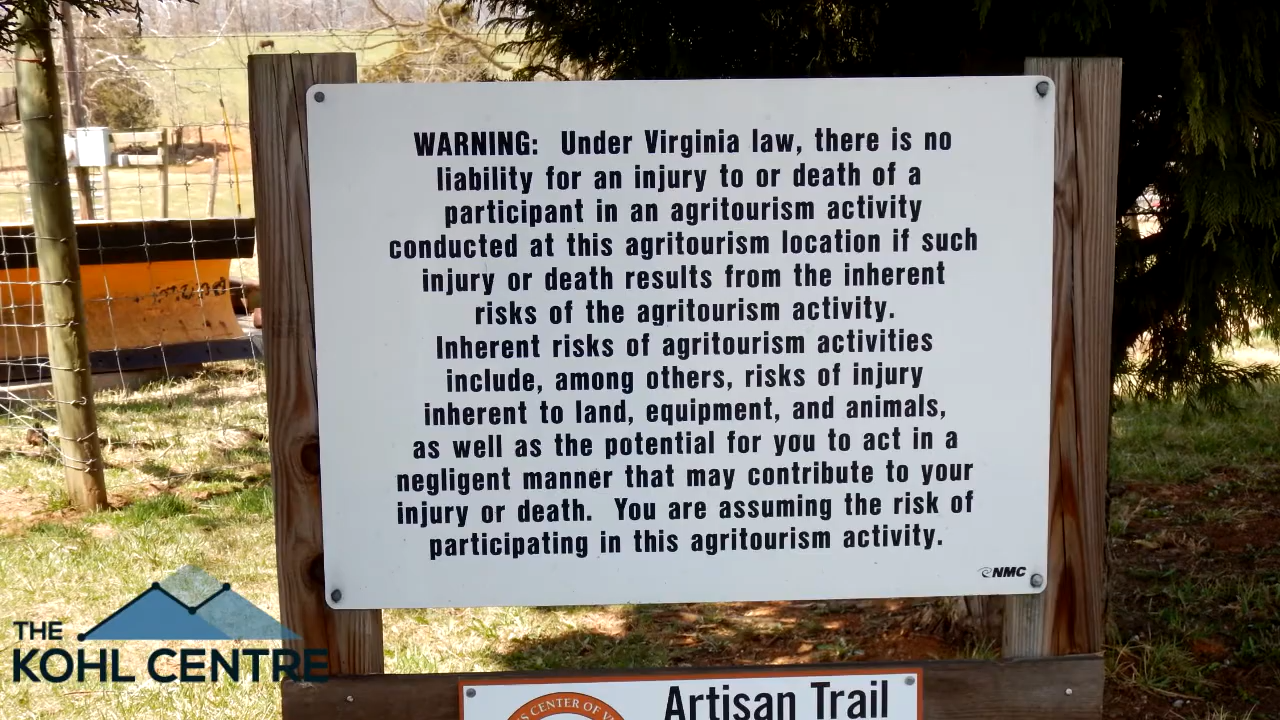 WARNING: Under Virginia law, there is no
liability for an injury to or death of a
participant in an agritourism activity
conducted at this agritourism location if such
injury or death results from the inherent
risks of the agritourism activity.
Inherent risks of agritourism activities
include, among others, risks of injury
inherent to land, equipment, and animals,
as well as the potential for you to act in a
negligent manner that may contribute to your
injury or death. You are assuming the risk of
participating in this agritourism activity.
NMC
THE
KOHL CENTRE
Artisan Trail
CENTER OF